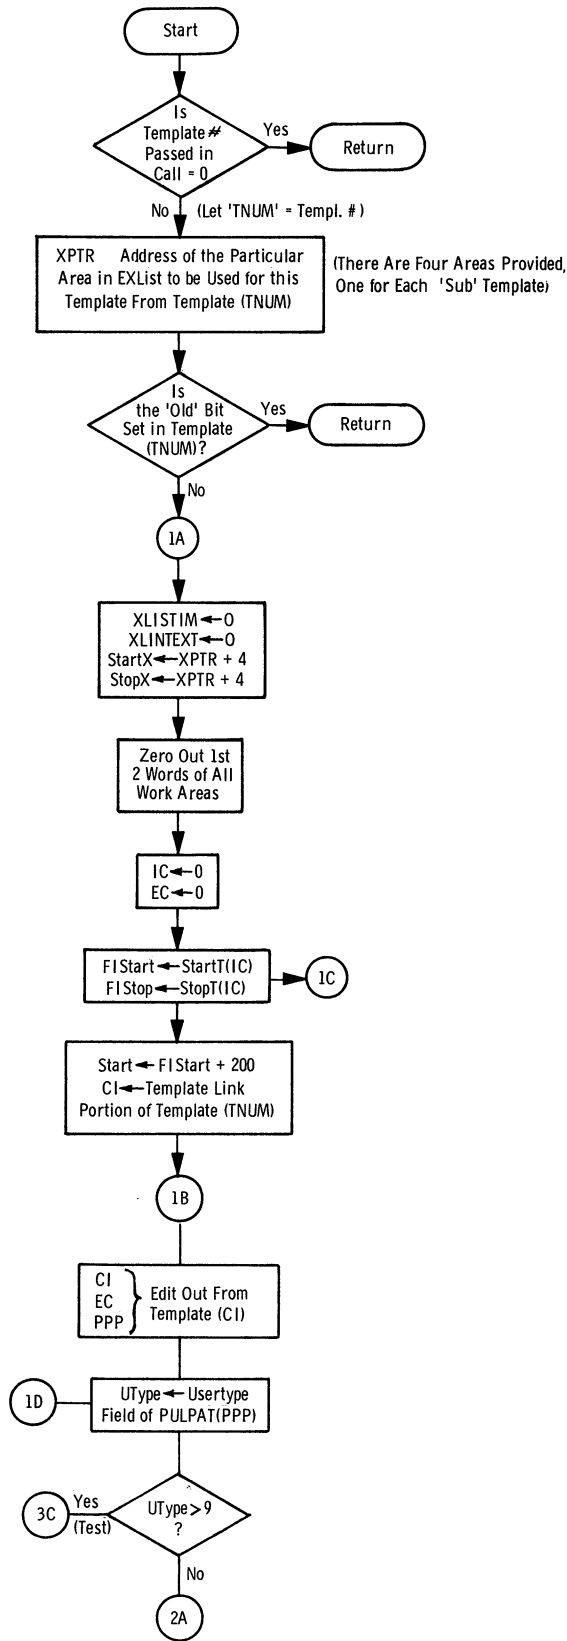 Start
Is
Template #
Passed in
Call = 0
Yes
Return
No
(Let 'TNUM' = Templ. #)
XPTR Address of the Particular
Area in EXList to be Used for this
Template From Template (TNUM)
(There Are Four Areas Provided,
One for Each 'Sub' Template)
Is
the 'Old' Bit
Set in Template
(TNUM)?
Yes
Return
No
1A
XLISTIM←0
XLINTEXT←0
StartX←XPTR + 4
StopX←XPTR + 4
Zero Out 1st
2 Words of All
Work Areas
IC←0
EC←0
FIStart←StartT(IC)
FIStop←StopT(IC)
1C
Start←FIStart + 200
CI←Template Link
Portion of Template (TNUM)
1B
CI
EC
PPP
Edit Out From
Template (CI)
1D
UType←Usertype
Field of PULPAT(PPP)
3C
Yes
(Test)
UType>9
?
No
2A